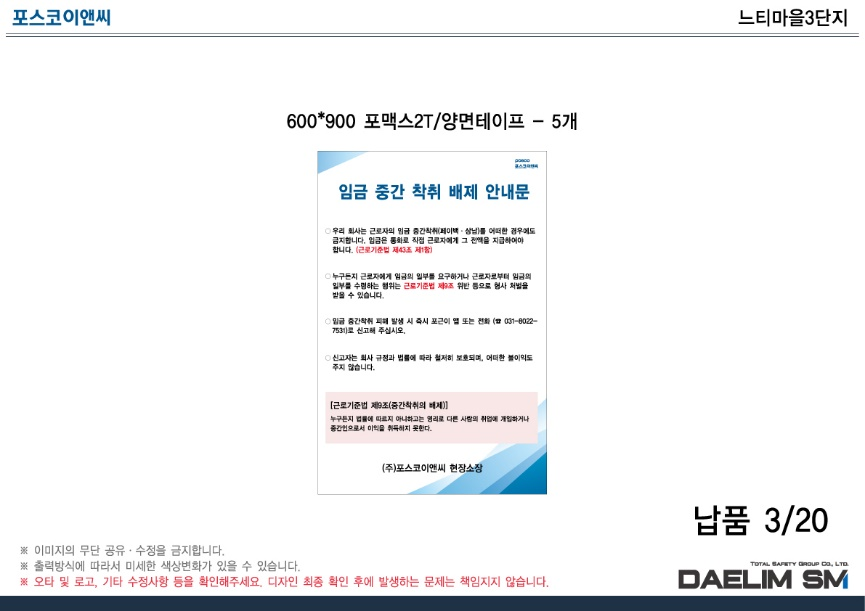 포스코이앤씨
느티마을3단지
600*900 포맥스2T/양면테이프 - 5개
posco
포스코이앤씨
임금 중간 착취 배제 안내문
○ 우리 회사는 근로자의 임금 중간착취(페이백·상납)를 어떠한 경우에도
금지합니다. 임금은 통화로 직접 근로자에게 그 전액을 지급하여야
합니다. (근로기준법 제43조 제1항)
○ 누구든지 근로자에게 임금의 일부를 요구하거나 근로자로부터 임금의
일부를 수령하는 행위는 근로기준법 제9조 위반 등으로 형사 처벌을
받을 수 있습니다.
○ 임금 중간착취 피해 발생 시 즉시 포근이 앱 또는 전화 (☎ 031-8022-
7531)로 신고해 주십시오.
○ 신고자는 회사 규정과 법률에 따라 철저히 보호되며, 어떠한 불이익도
주지 않습니다.
[근로기준법 제9조(중간착취의 배제)]
누구든지 법률에 따르지 아니하고는 영리로 다른 사람의 취업에 개입하거나
중간인으로서 이익을 취득하지 못한다.
(주)포스코이앤씨 현장소장
납품 3/20
※ 이미지의 무단 공유·수정을 금지합니다.
※ 출력방식에 따라서 미세한 색상변화가 있을 수 있습니다.
※ 오타 및 로고, 기타 수정사항 등을 확인해주세요. 디자인 최종 확인 후에 발생하는 문제는 책임지지 않습니다.
TOTAL SAFETY GROUP CO., LTD.
DAELIM SM